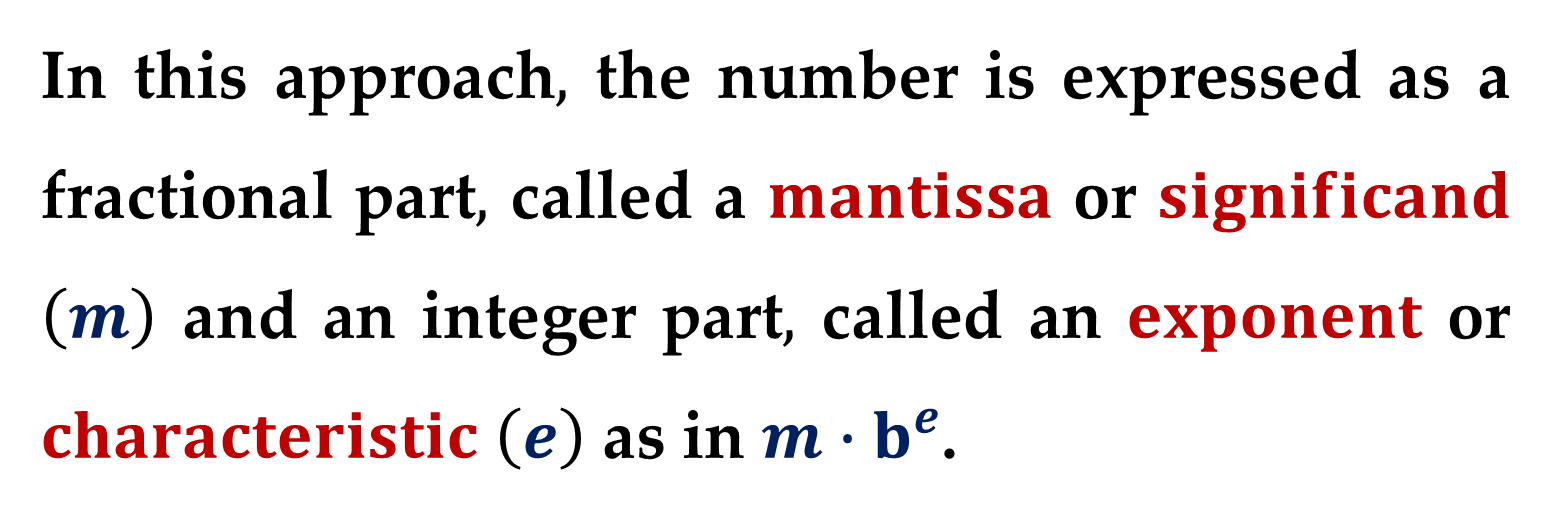 In this approach, the number is expressed as a
fractional part, called a mantissa or significand
(m) and an integer part, called an exponent or
characteristic (e) as in m · bᵉ.